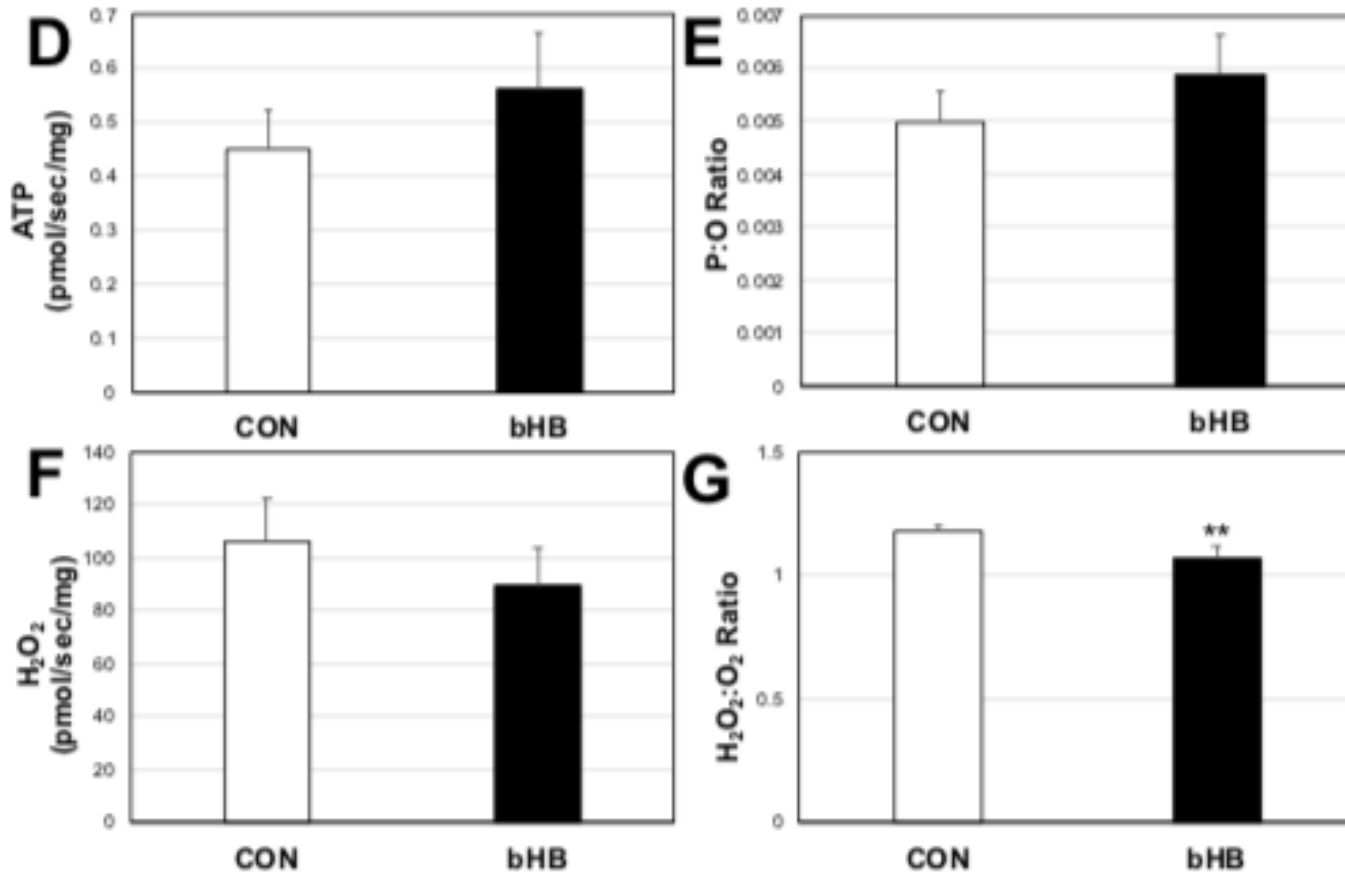 D
0.7
0.6
0.5
0.4
0.3
0.2
0.1
0
ATP
(pmol/sec/mg)
CON
bHB
E
0.007
0.006
0.005
0.004
0.003
0.002
0.001
0
P:O Ratio
CON
bHB
F
140
120
100
80
60
40
20
0
H₂O₂
(pmol/sec/mg)
CON
bHB
G
1.5
1
0.5
0
H₂O₂:O₂ Ratio
**
CON
bHB